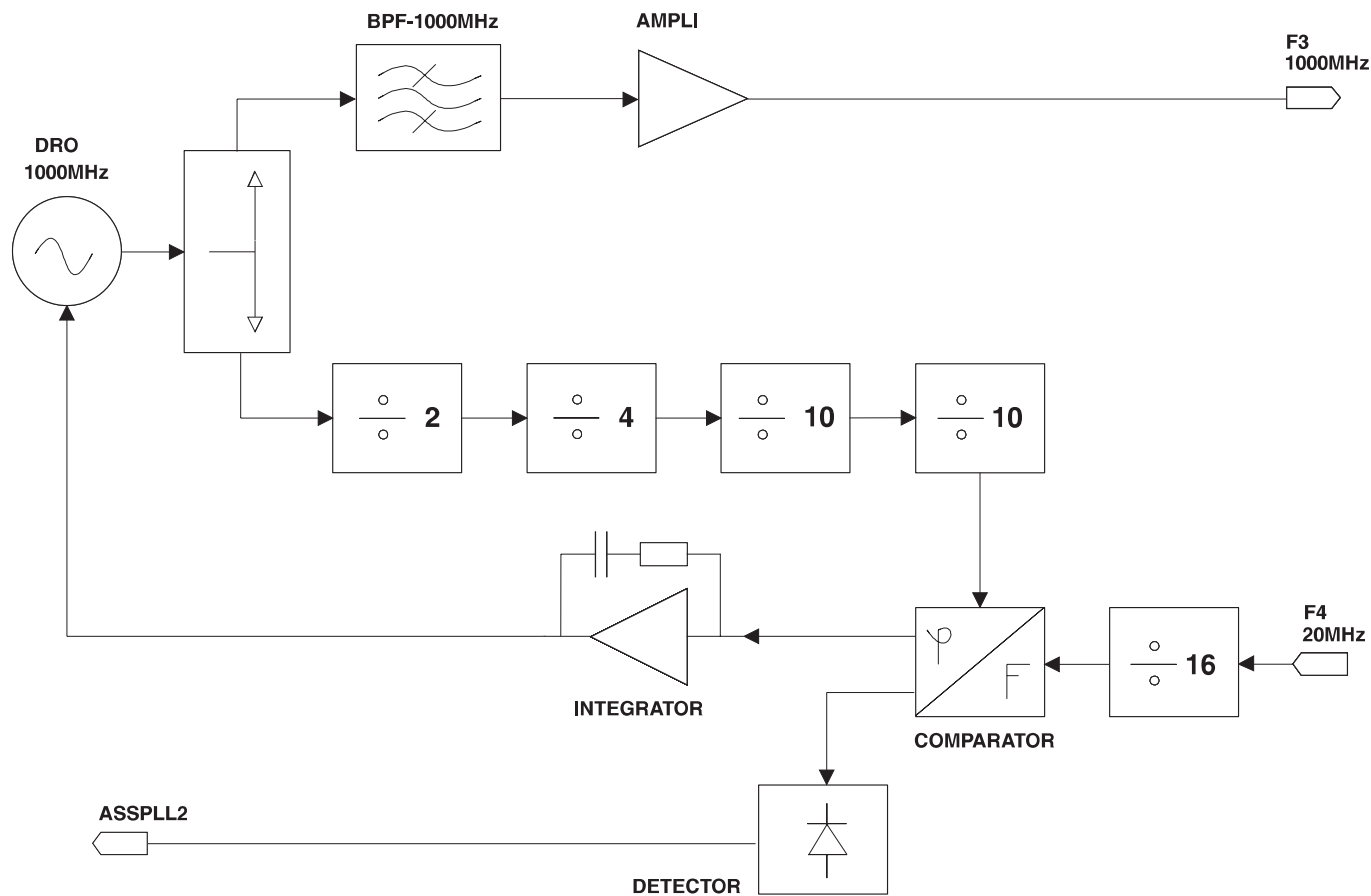 BPF-1000MHz
AMPLI
F3
1000MHz
DRO
1000MHz
2
4
10
10
φ
F
16
F4
20MHz
INTEGRATOR
COMPARATOR
ASSPLL2
DETECTOR